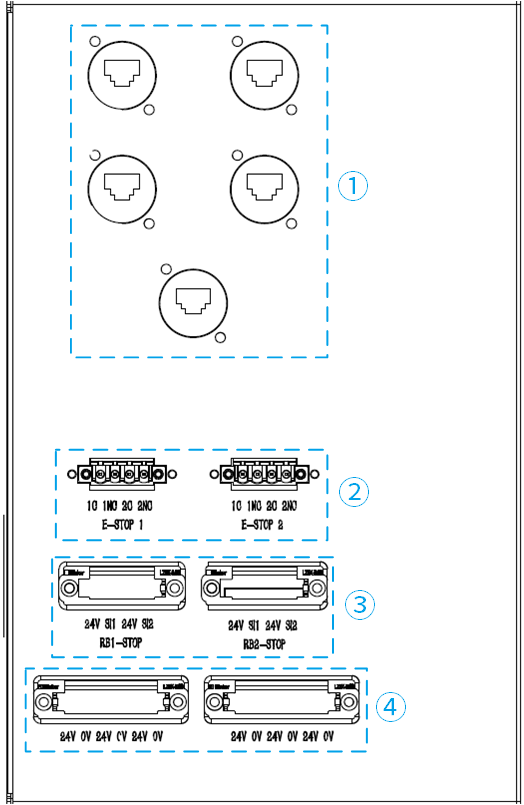 ①
1C 1NC 2C 2NC 1C 1NC 2C 2NC
E-STOP 1 E-STOP 2
②
24V SI1 24V SI2 24V SI1 24V SI2
RB1-STOP RB2-STOP
③
24V 0V 24V 0V 24V 0V 24V 0V 24V 0V 24V 0V
④